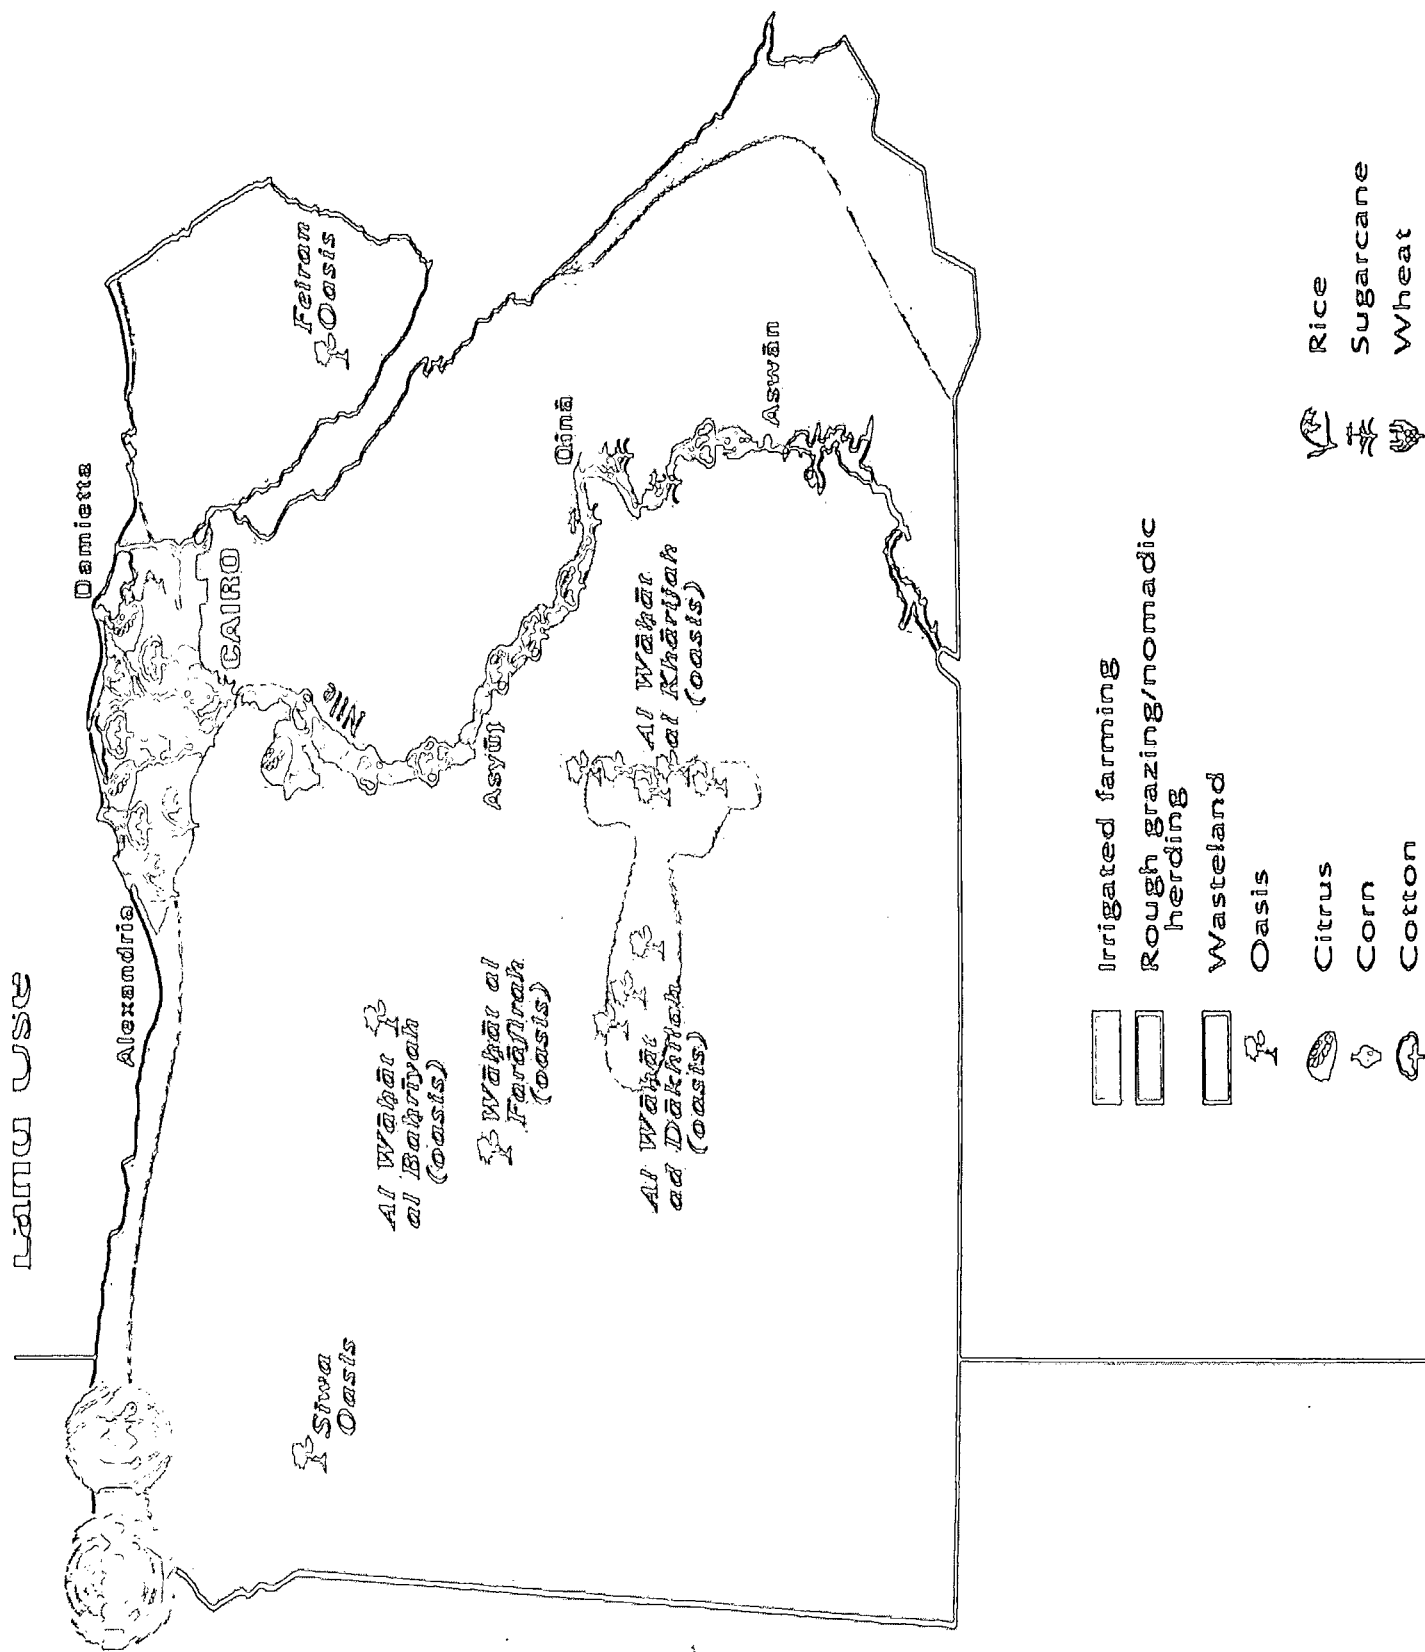 Land Use
Damietta
Alexandria
CAIRO
Feiran
Oasis
Nile
Siwa
Oasis
Al Wāḥāt
al Baḥrīyah
(oasis)
Wāḥāt al
Farāfirah
(oasis)
Asyūṭ
Qinā
Al Wāḥāt
ad Dākhilah
(oasis)
Al Wāḥāt
al Khārijah
(oasis)
Aswān
Irrigated farming
Rough grazing/nomadic
herding
Wasteland
Oasis
Citrus
Corn
Cotton
Rice
Sugarcane
Wheat